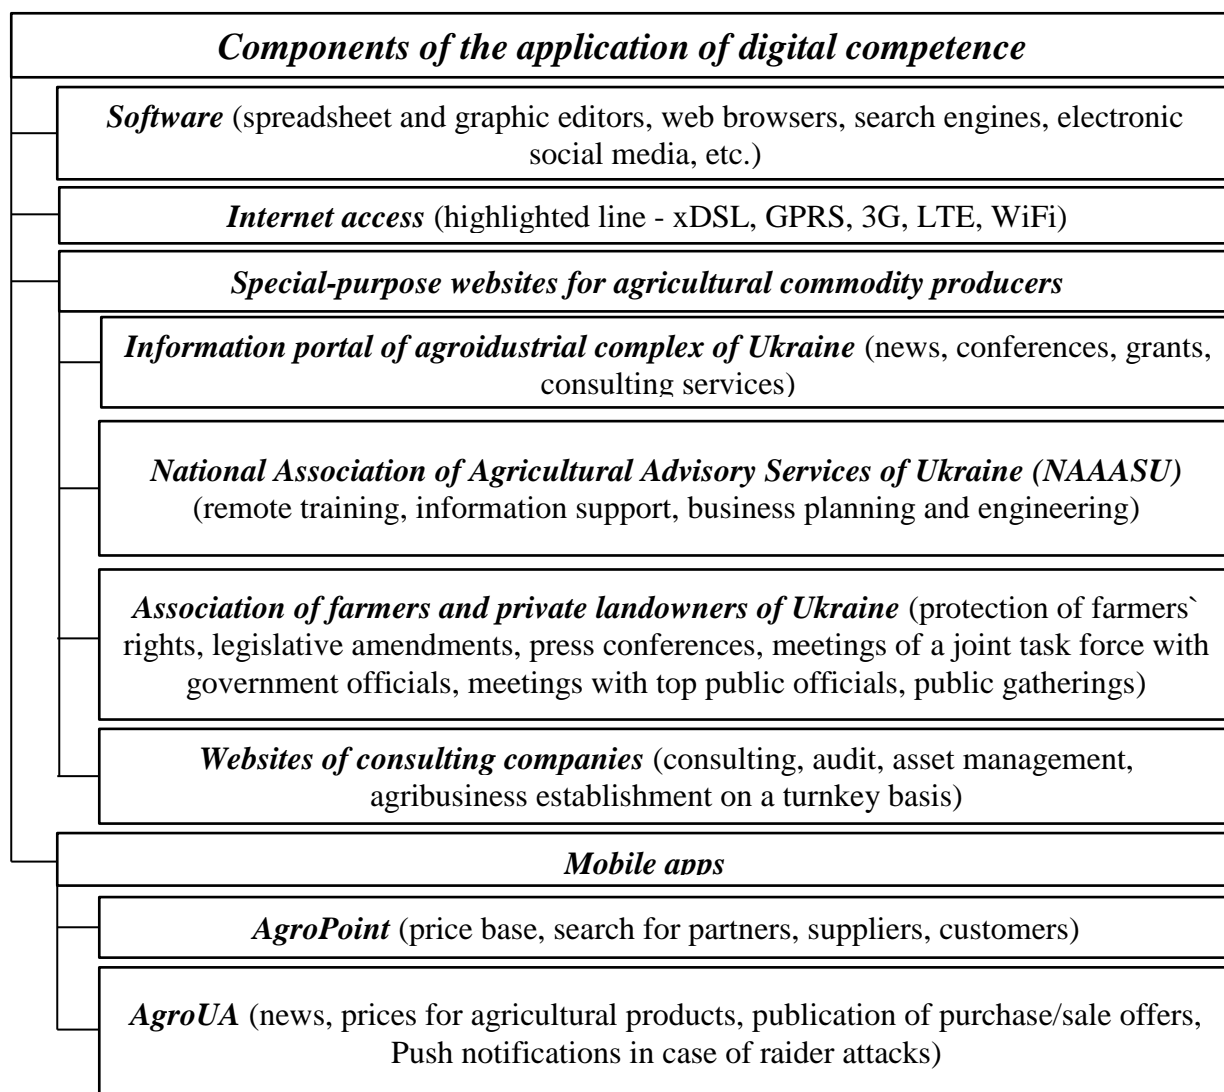 Components of the application of digital competence
Software (spreadsheet and graphic editors, web browsers, search engines, electronic
social media, etc.)
Internet access (highlighted line - xDSL, GPRS, 3G, LTE, WiFi)
Special-purpose websites for agricultural commodity producers
Information portal of agroidustrial complex of Ukraine (news, conferences, grants,
consulting services)
National Association of Agricultural Advisory Services of Ukraine (NAAASU)
(remote training, information support, business planning and engineering)
Association of farmers and private landowners of Ukraine (protection of farmers`
rights, legislative amendments, press conferences, meetings of a joint task force with
government officials, meetings with top public officials, public gatherings)
Websites of consulting companies (consulting, audit, asset management,
agribusiness establishment on a turnkey basis)
Mobile apps
AgroPoint (price base, search for partners, suppliers, customers)
AgroUA (news, prices for agricultural products, publication of purchase/sale offers,
Push notifications in case of raider attacks)